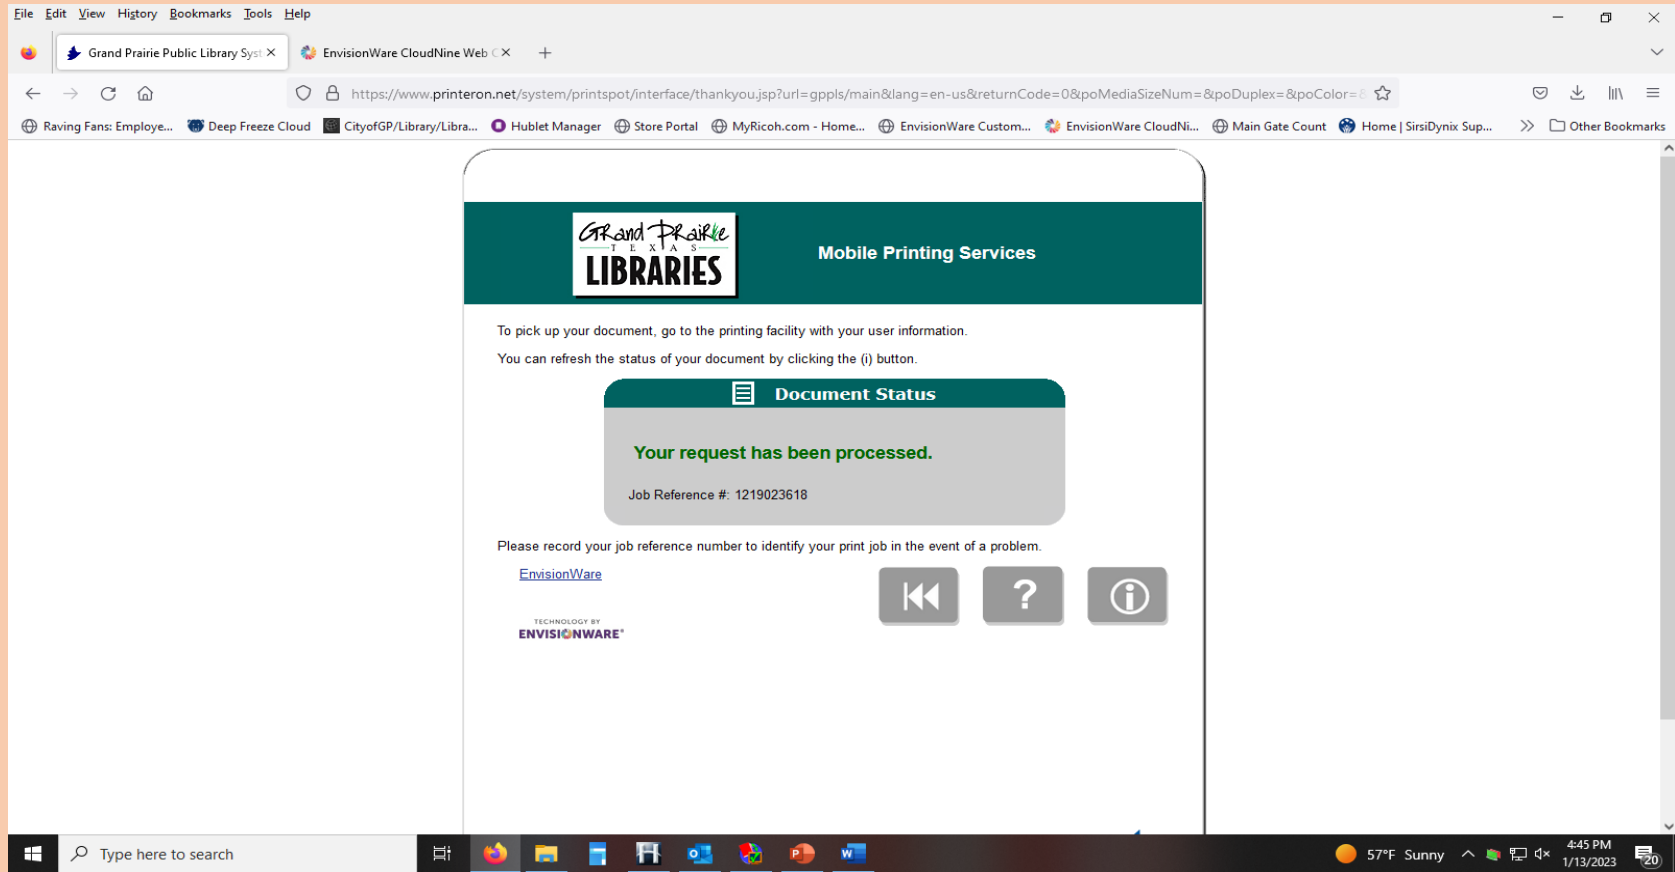 File Edit View History Bookmarks Tools Help
Grand Prairie Public Library Syst
EnvisionWare CloudNine Web C
https://www.printeron.net/system/printspot/interface/thankyou.jsp?url=gppls/main&lang=en-us&returnCode=0&poMediaSizeNum=&poDuplex=&poColor=
Raving Fans: Employe... Deep Freeze Cloud CityofGP/Library/Libra... Hublet Manager Store Portal MyRicoh.com - Home... EnvisionWare Custom... EnvisionWare CloudNi... Main Gate Count Home | SirsiDynix Sup... Other Bookmarks
Grand Prairie
TEXAS
LIBRARIES
Mobile Printing Services
To pick up your document, go to the printing facility with your user information.
You can refresh the status of your document by clicking the (i) button.
Document Status
Your request has been processed.
Job Reference #: 1219023618
Please record your job reference number to identify your print job in the event of a problem.
EnvisionWare
?
i
TECHNOLOGY BY
ENVISIONWARE®
Type here to search
57°F Sunny
4:45 PM
1/13/2023
20